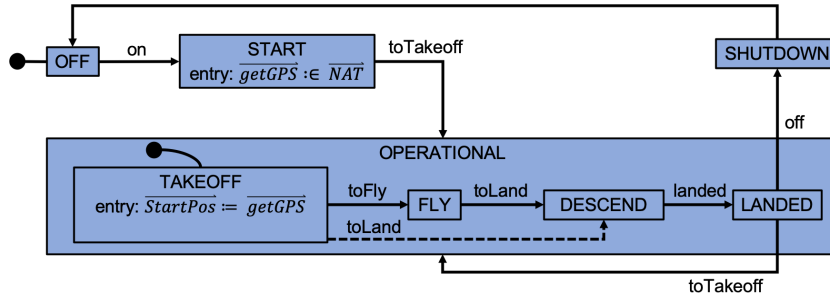 START
entry: getGPS :∈ NAT
on
toTakeoff
OFF
SHUTDOWN
off
OPERATIONAL
TAKEOFF
entry: StartPos := getGPS
toFly
FLY
toLand
DESCEND
landed
LANDED
toLand
toTakeoff